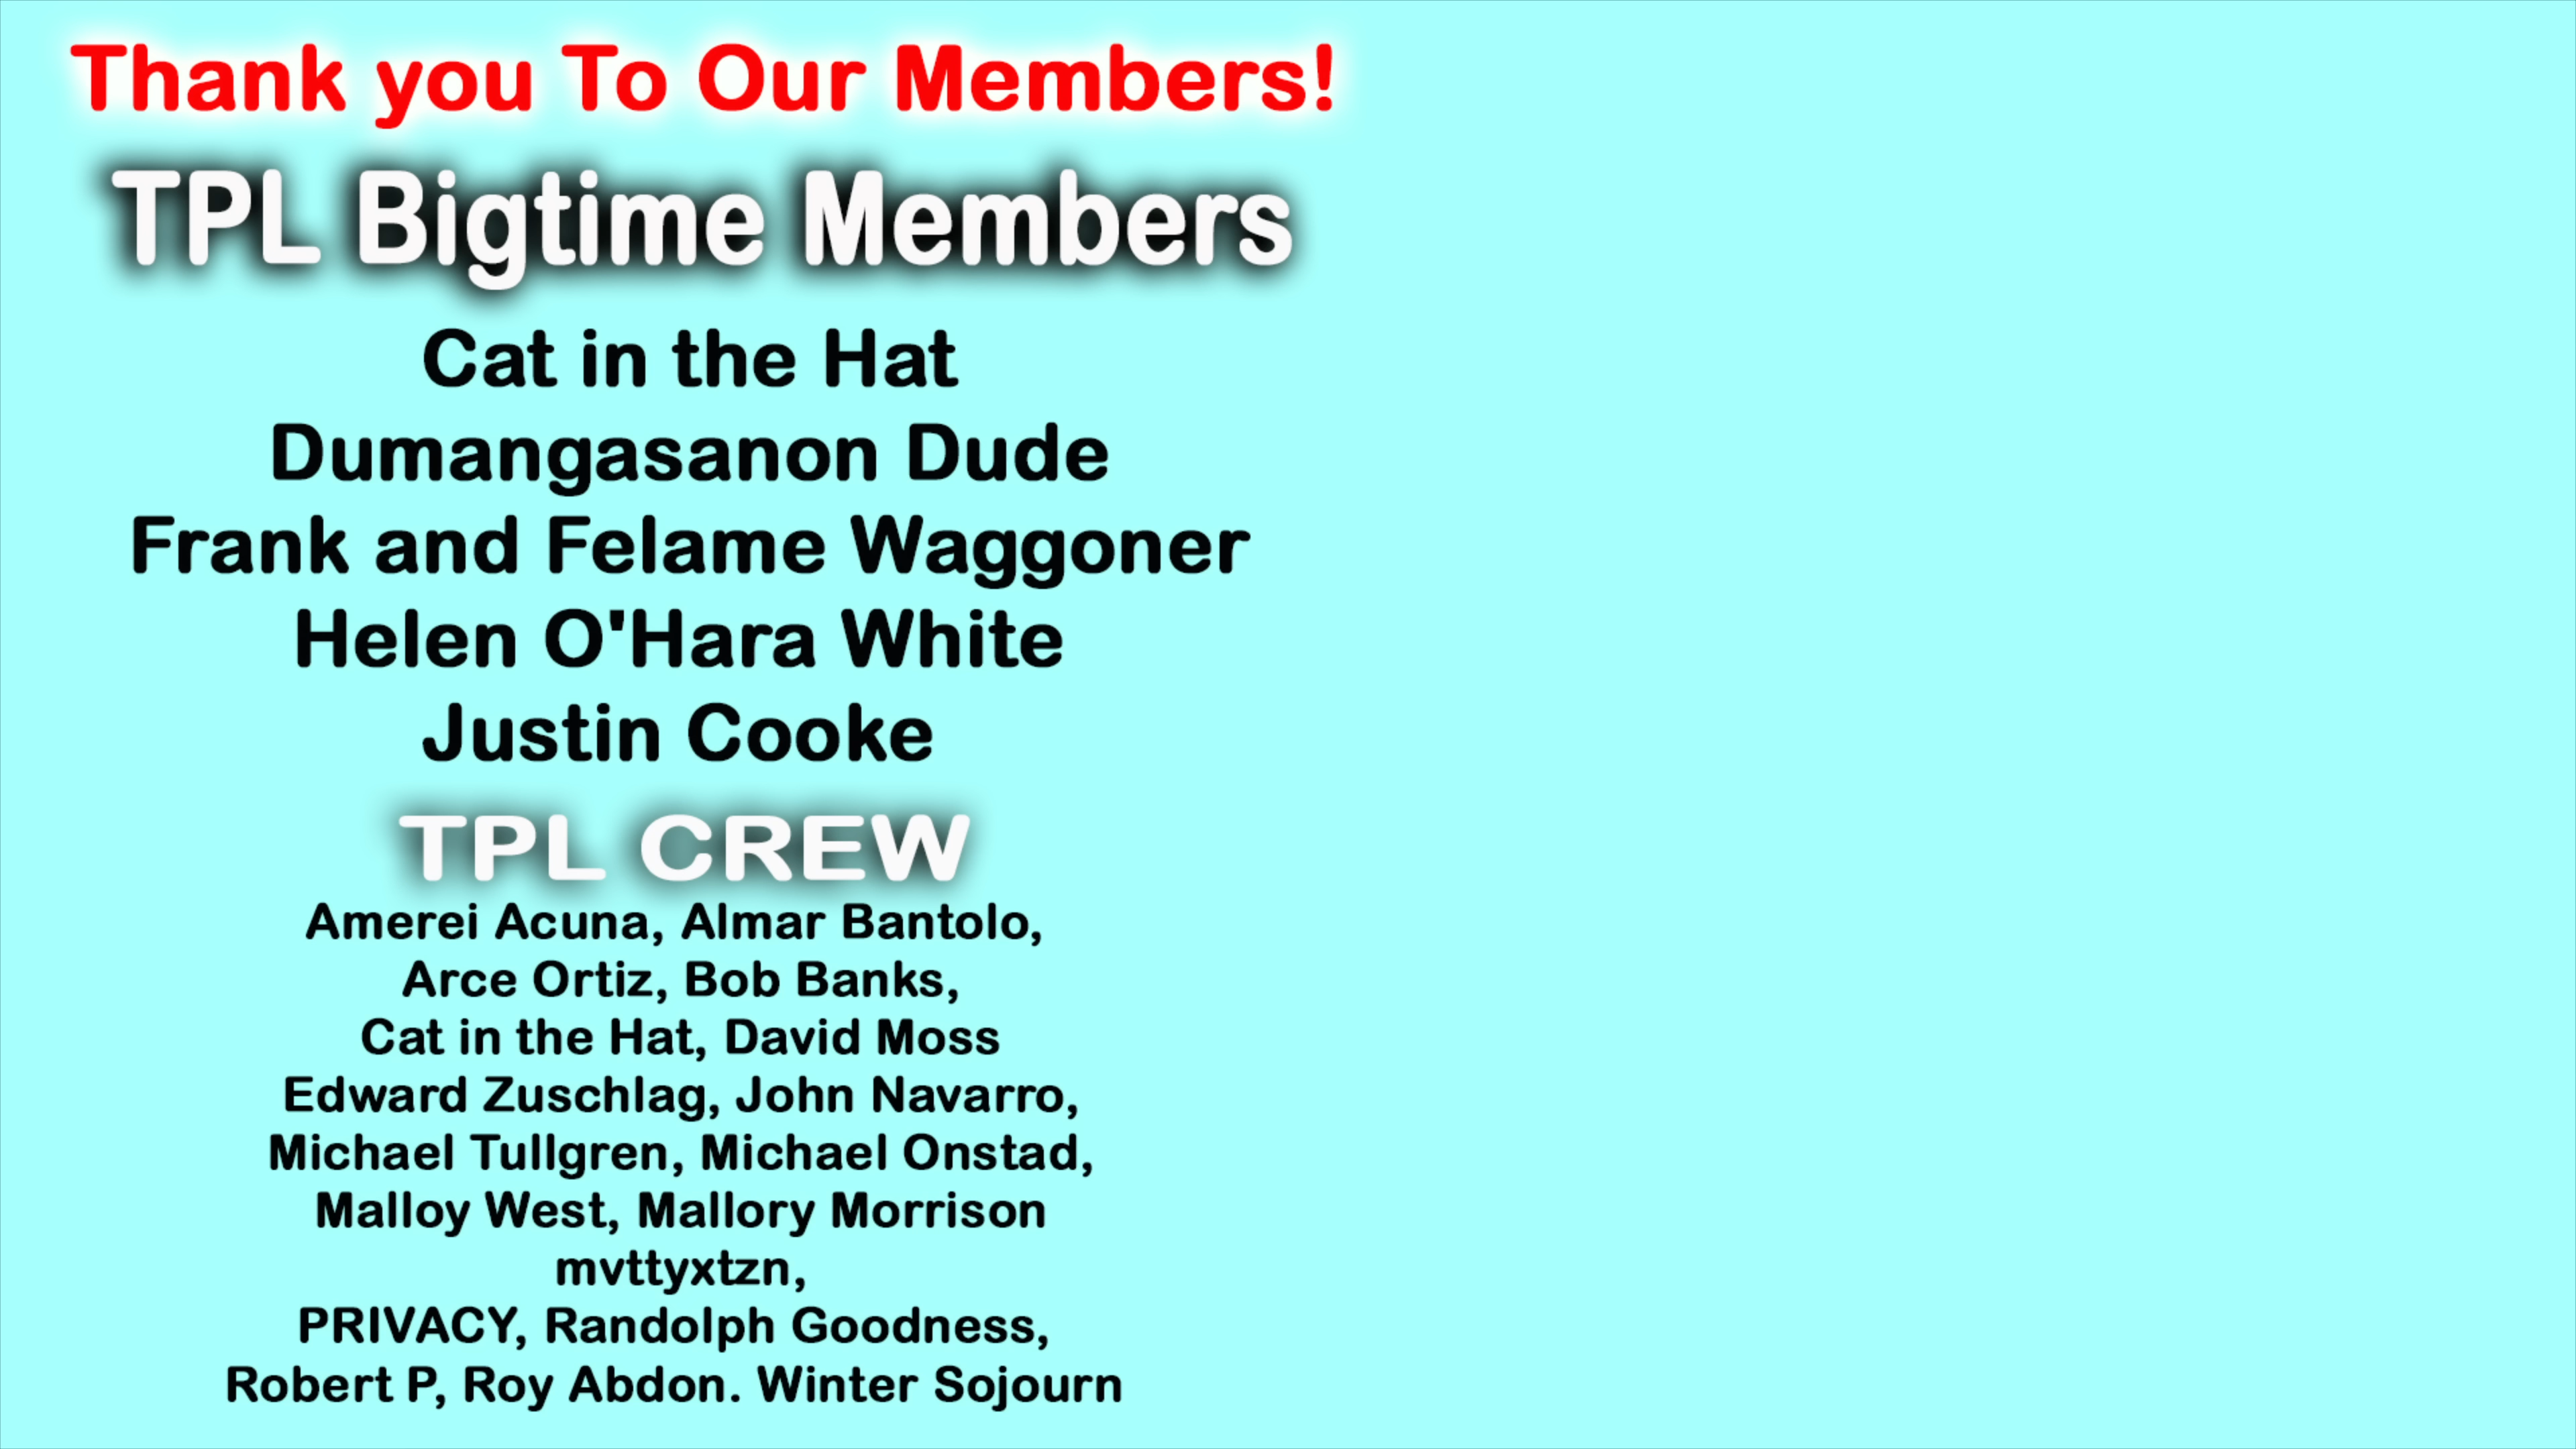 Thank you To Our Members!
TPL Bigtime Members
Cat in the Hat
Dumangasanon Dude
Frank and Felame Waggoner
Helen O'Hara White
Justin Cooke
TPL CREW
Amerei Acuna, Almar Bantolo,
Arce Ortiz, Bob Banks,
Cat in the Hat, David Moss
Edward Zuschlag, John Navarro,
Michael Tullgren, Michael Onstad,
Malloy West, Mallory Morrison
mvttyxtzn,
PRIVACY, Randolph Goodness,
Robert P, Roy Abdon. Winter Sojourn